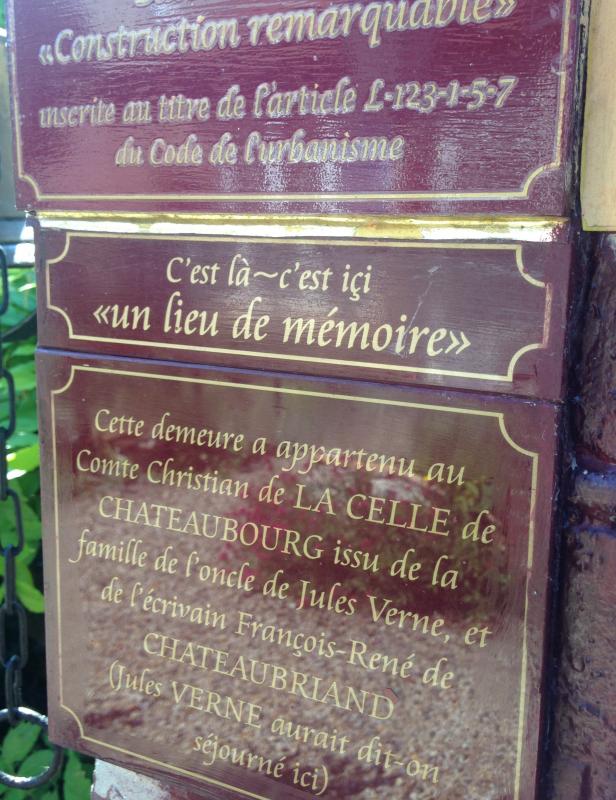 «Construction remarquable»
inscrite au titre de l'article L-123-1-5-7
du Code de l'urbanisme
C'est là~c'est içi
«un lieu de mémoire»
Cette demeure a appartenu au
Comte Christian de LA CELLE de
CHATEAUBOURG issu de la
famille de l'oncle de Jules Verne, et
de l'écrivain François-René de
CHATEAUBRIAND
(Jules VERNE aurait dit-on
séjourné ici)